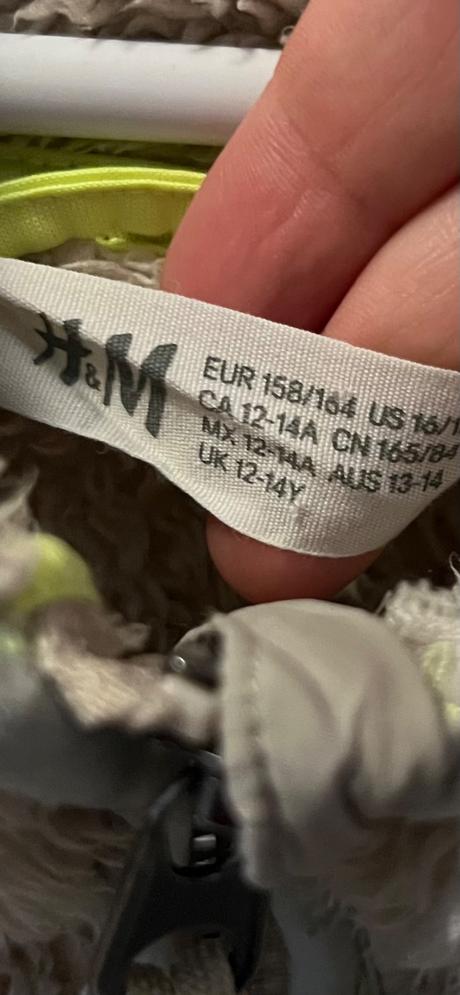 H&M
EUR 158/164 US 16/1
CA 12-14A CN 165/84
MX 12-14A AUS 13-14
UK 12-14Y